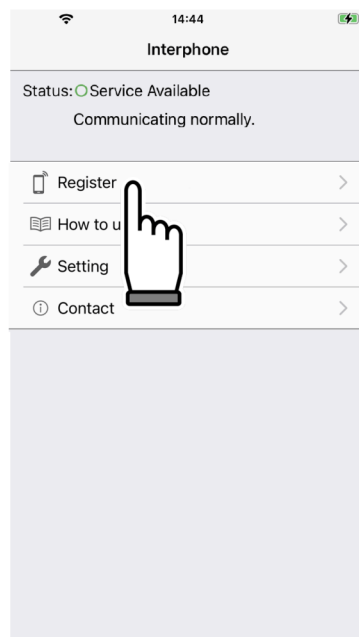 14:44
Interphone
Status: Service Available
Communicating normally.
Register
How to u
Setting
Contact